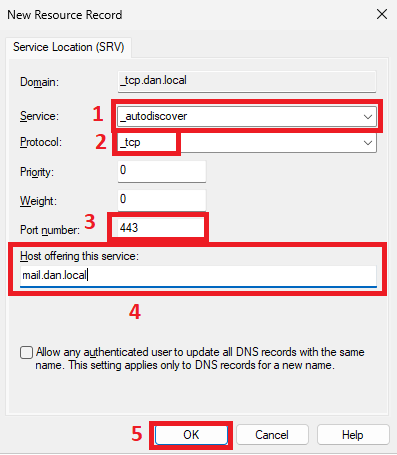 New Resource Record
Service Location (SRV)
Domain: _tcp.dan.local
Service: 1 _autodiscover
Protocol: 2 _tcp
Priority: 0
Weight: 0
Port number: 3 443
Host offering this service:
mail.dan.local
4
Allow any authenticated user to update all DNS records with the same
name. This setting applies only to DNS records for a new name.
5 OK Cancel Help